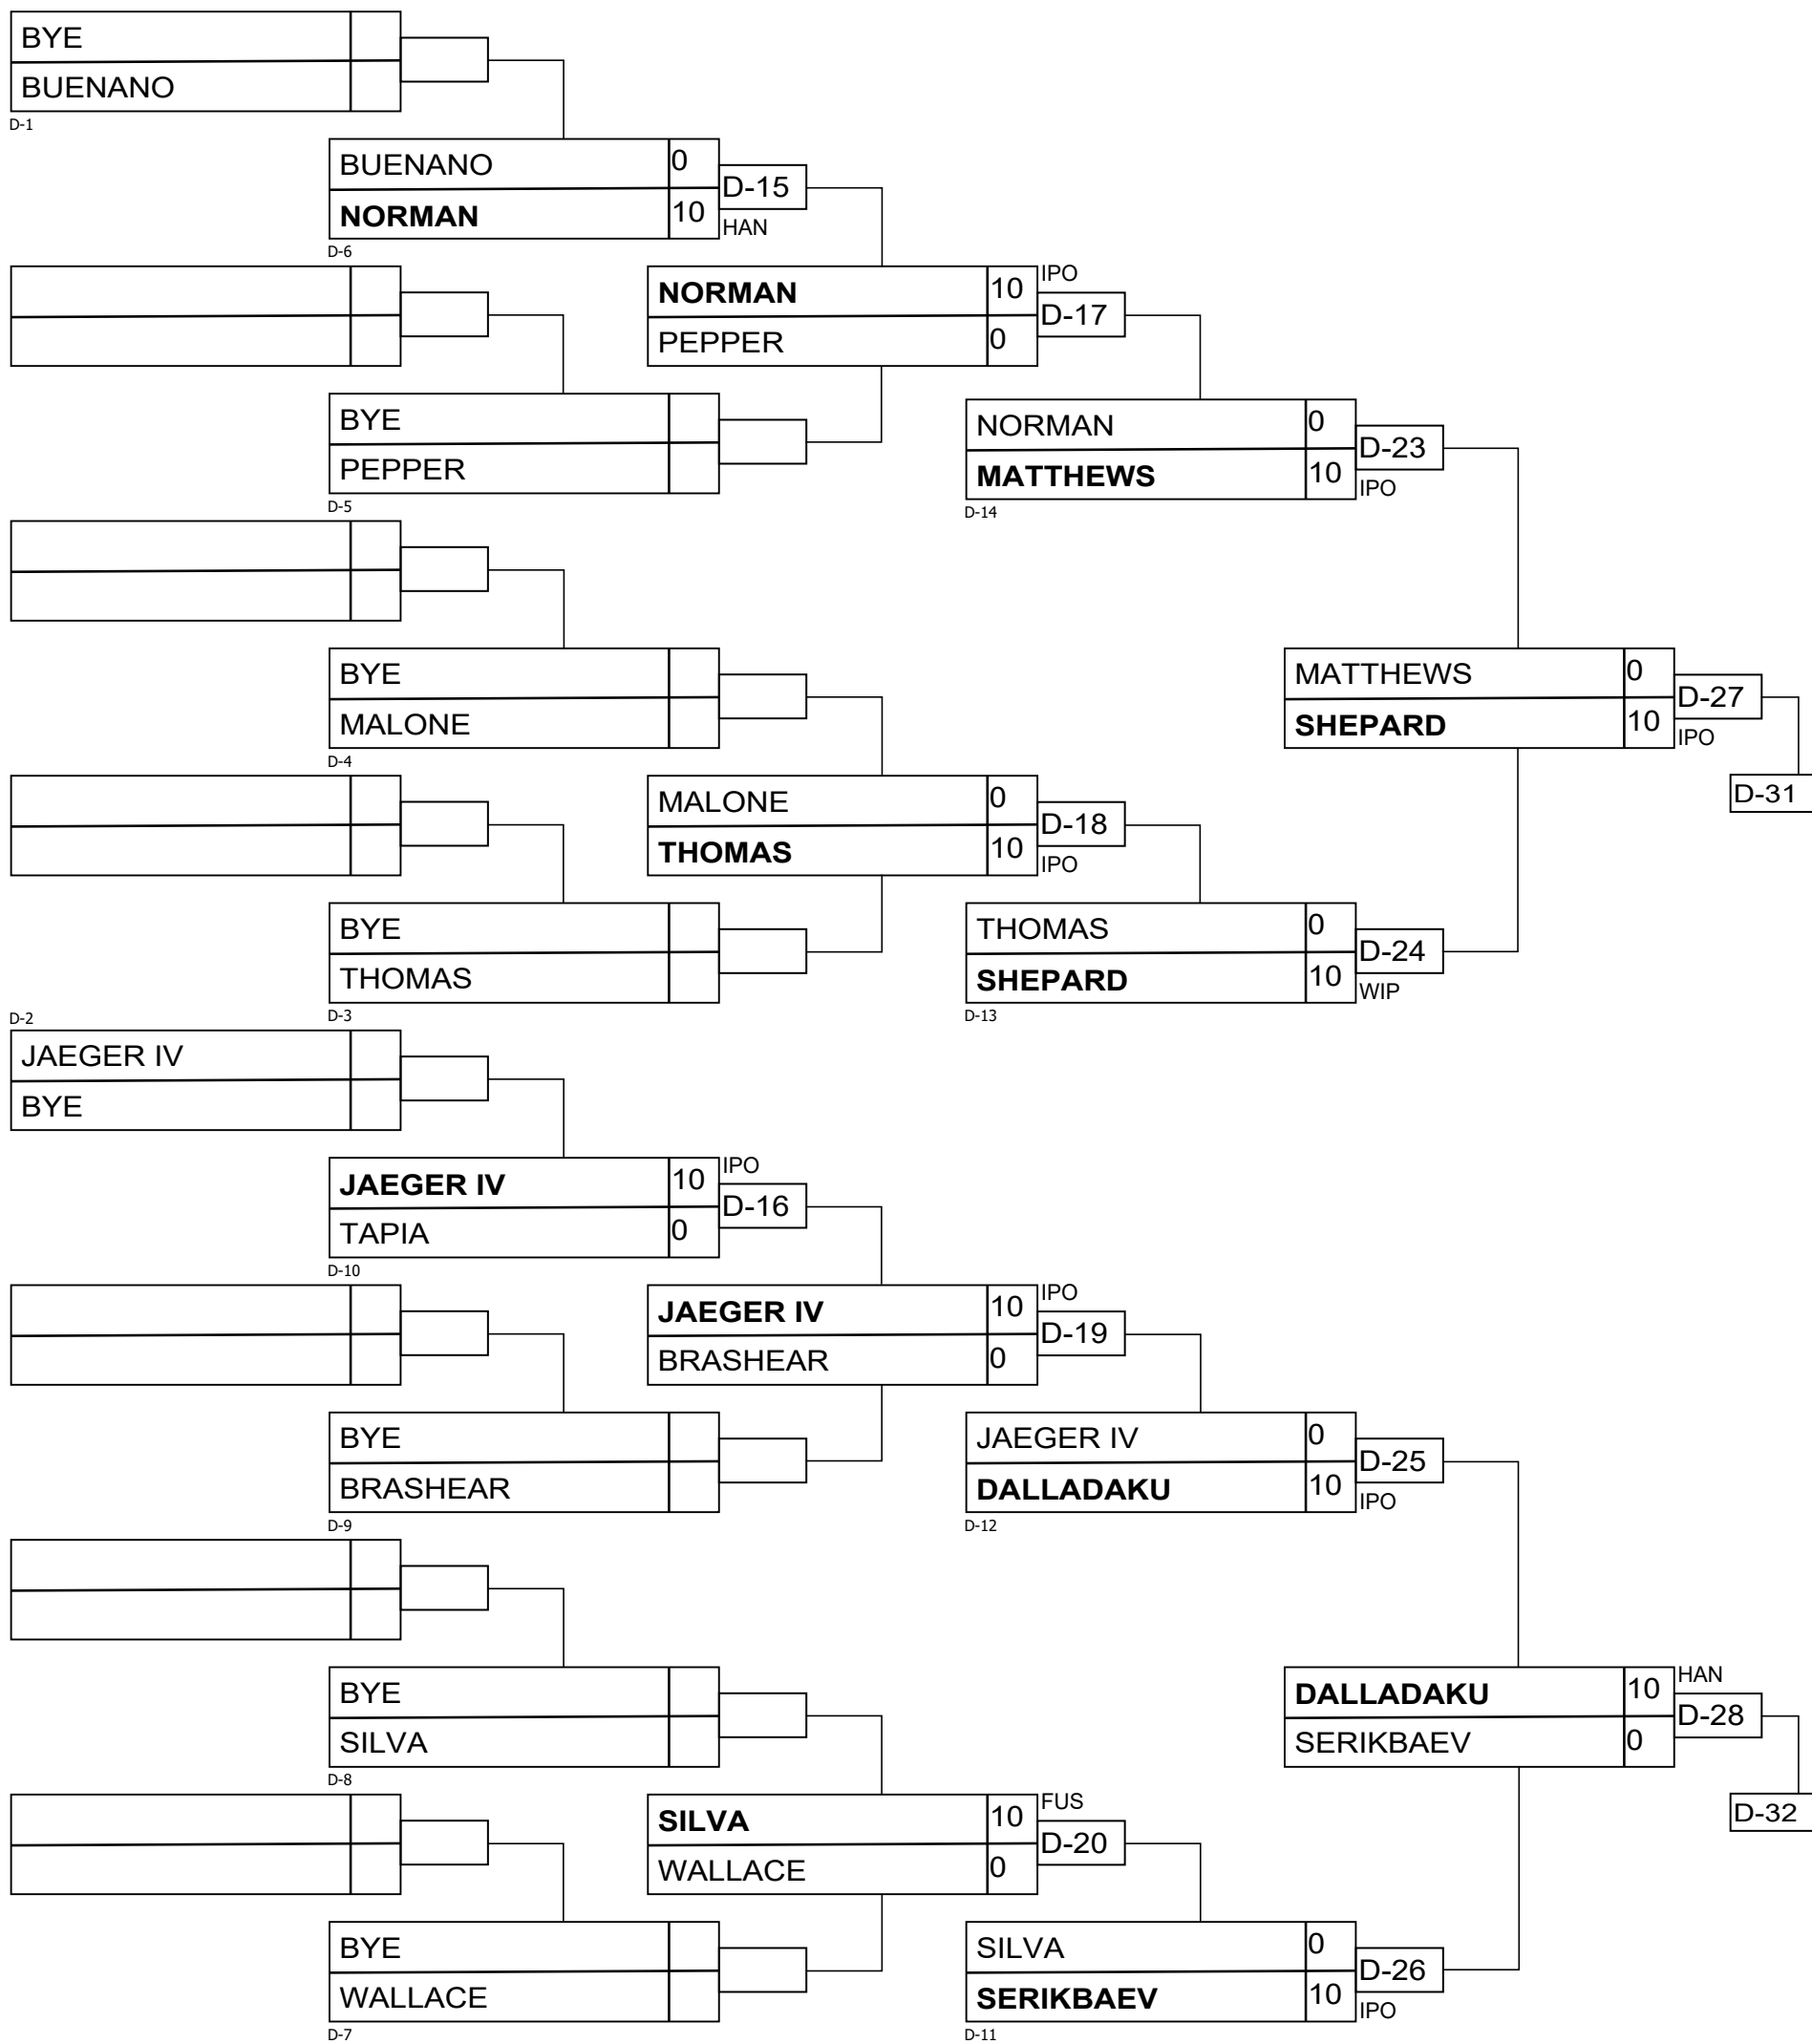 BYE
BUENANO
D-1
BUENANO 0
D-15
NORMAN 10
HAN
D-6
NORMAN 10 IPO
D-17
PEPPER 0
BYE
PEPPER
D-5
NORMAN 0
D-23
MATTHEWS 10
IPO
D-14
BYE
MALONE
D-4
MATTHEWS 0
D-27
SHEPARD 10
IPO
D-31
MALONE 0
D-18
THOMAS 10
IPO
BYE
THOMAS
D-3
THOMAS 0
D-24
SHEPARD 10
WIP
D-13
D-2
JAEGER IV
BYE
JAEGER IV 10 IPO
D-16
TAPIA 0
D-10
JAEGER IV 10 IPO
D-19
BRASHEAR 0
BYE
BRASHEAR
D-9
JAEGER IV 0
D-25
DALLADAKU 10
IPO
D-12
BYE
SILVA
D-8
DALLADAKU 10 HAN
D-28
SERIKBAEV 0
D-32
SILVA 10 FUS
D-20
WALLACE 0
BYE
WALLACE
D-7
SILVA 0
D-26
SERIKBAEV 10
IPO
D-11